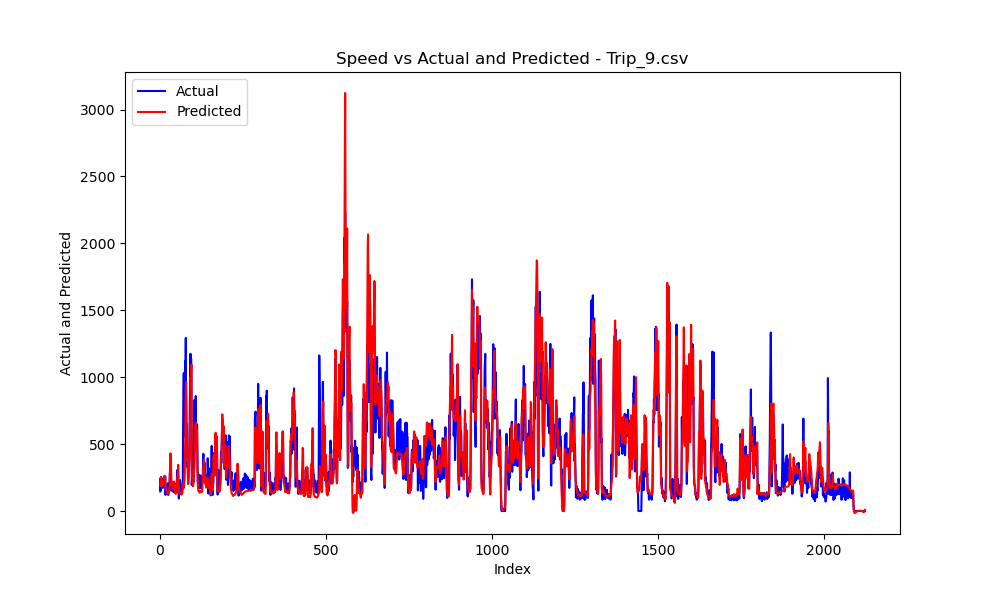 Speed vs Actual and Predicted - Trip_9.csv
Actual
Predicted
3000
2500
2000
1500
1000
500
0
Actual and Predicted
0
500
1000
1500
2000
Index